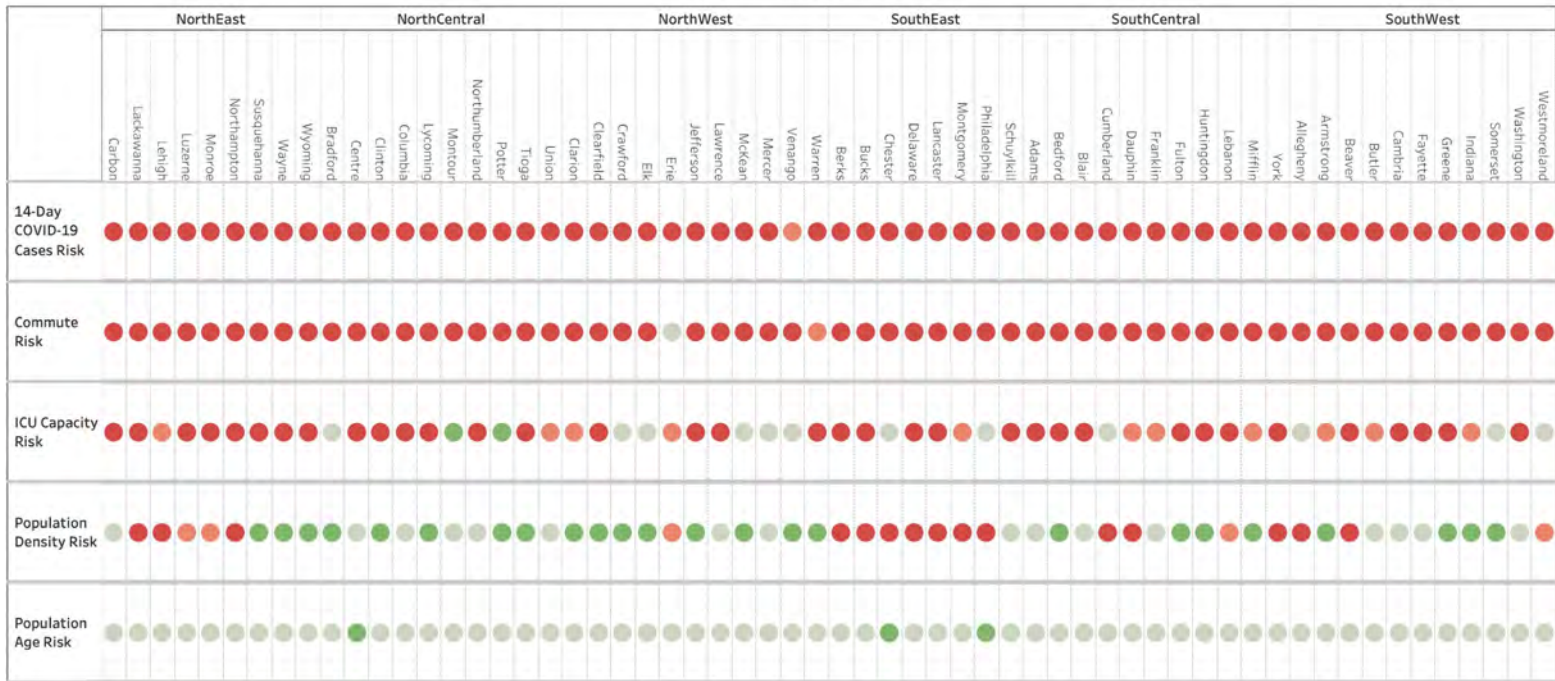 NorthEast
NorthCentral
NorthWest
SouthEast
SouthCentral
SouthWest
Carbon
Lackawanna
Lehigh
Luzerne
Monroe
Northampton
Susquehana
Wayne
Wyoming
Bradford
Centre
Clinton
Columbia
Lycoming
Montour
Northumberland
Potter
Tioga
Union
Clarion
Clearfield
Crawford
Elk
Erie
Jefferson
Lawrence
McKean
Mercer
Venango
Warren
Berks
Bucks
Chester
Delaware
Lancaster
Montgomery
Philadelphia
Schuylkill
Adams
Bedford
Blair
Cumberland
Dauphin
Franklin
Fulton
Huntingdon
Lebanon
Mifflin
York
Allegheny
Armstrong
Beaver
Butler
Cambria
Fayette
Greene
Indiana
Somerset
Washington
Westmoreland
14-Day
COVID-19
Cases Risk
Commute
Risk
ICU Capacity
Risk
Population
Density Risk
Population
Age Risk